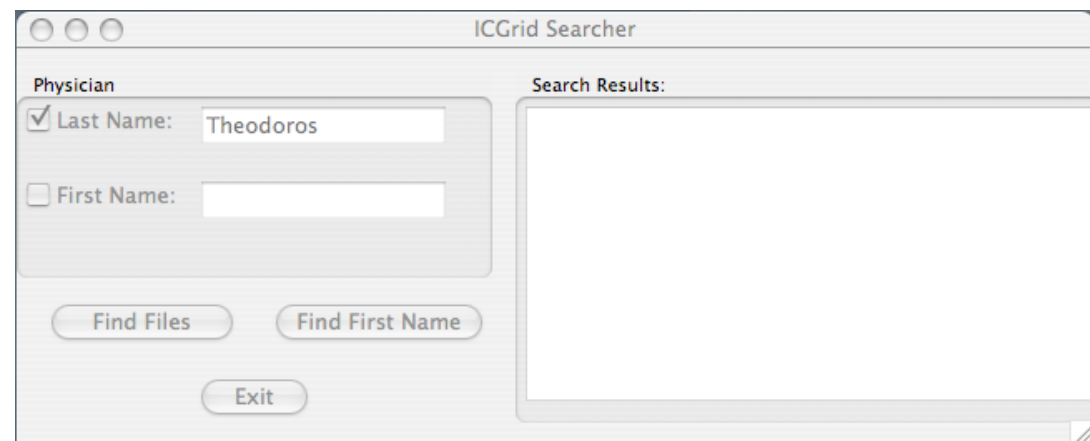 ICGrid Searcher
Physician
Search Results:
Last Name: Theodoros
First Name:
Find Files Find First Name
Exit